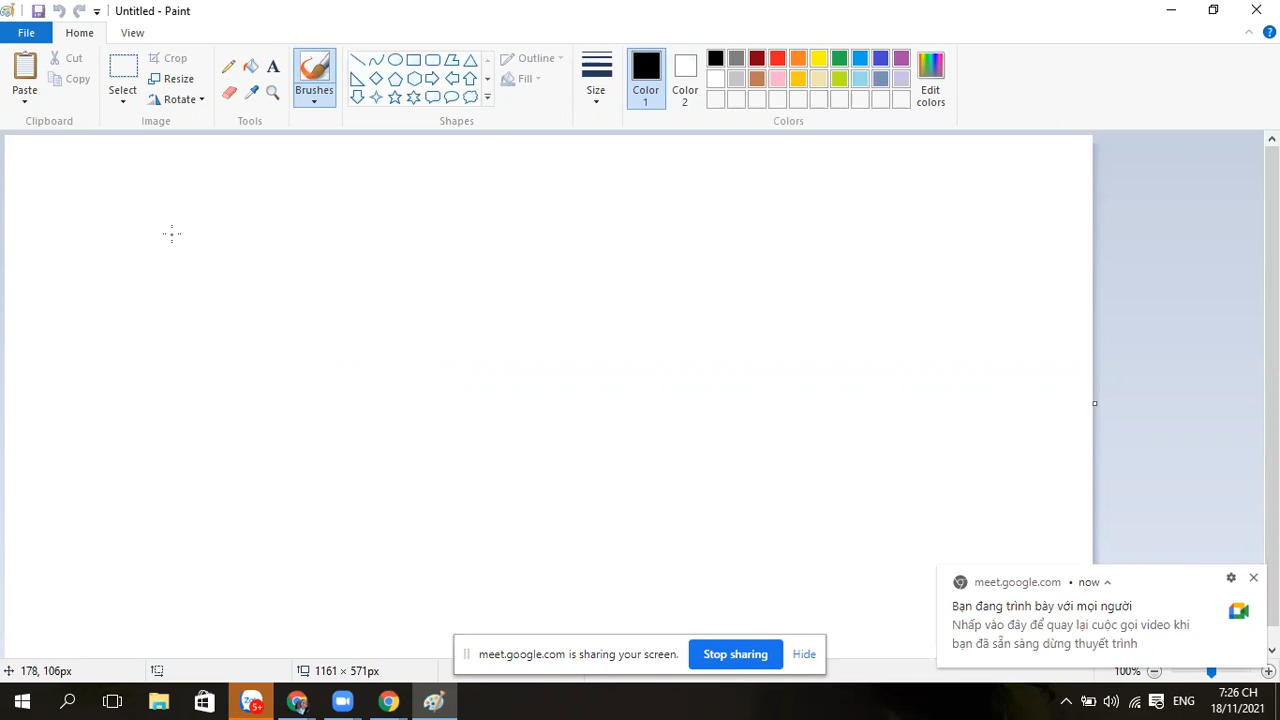 Untitled - Paint
File Home View
Paste
Cut
Copy
Clipboard
Select
Crop
Resize
Rotate
Image
A
Tools
Brushes
Outline
Fill
Shapes
Size
Color 1
Color 2
Edit colors
Colors
meet.google.com • now
Bạn đang trình bày với mọi người
Nhấp vào đây để quay lại cuộc gọi video khi
bạn đã sẵn sàng dừng thuyết trình
meet.google.com is sharing your screen. Stop sharing Hide
178, 106px 1161 × 571px 100%
5+ ENG 7:26 CH
18/11/2021